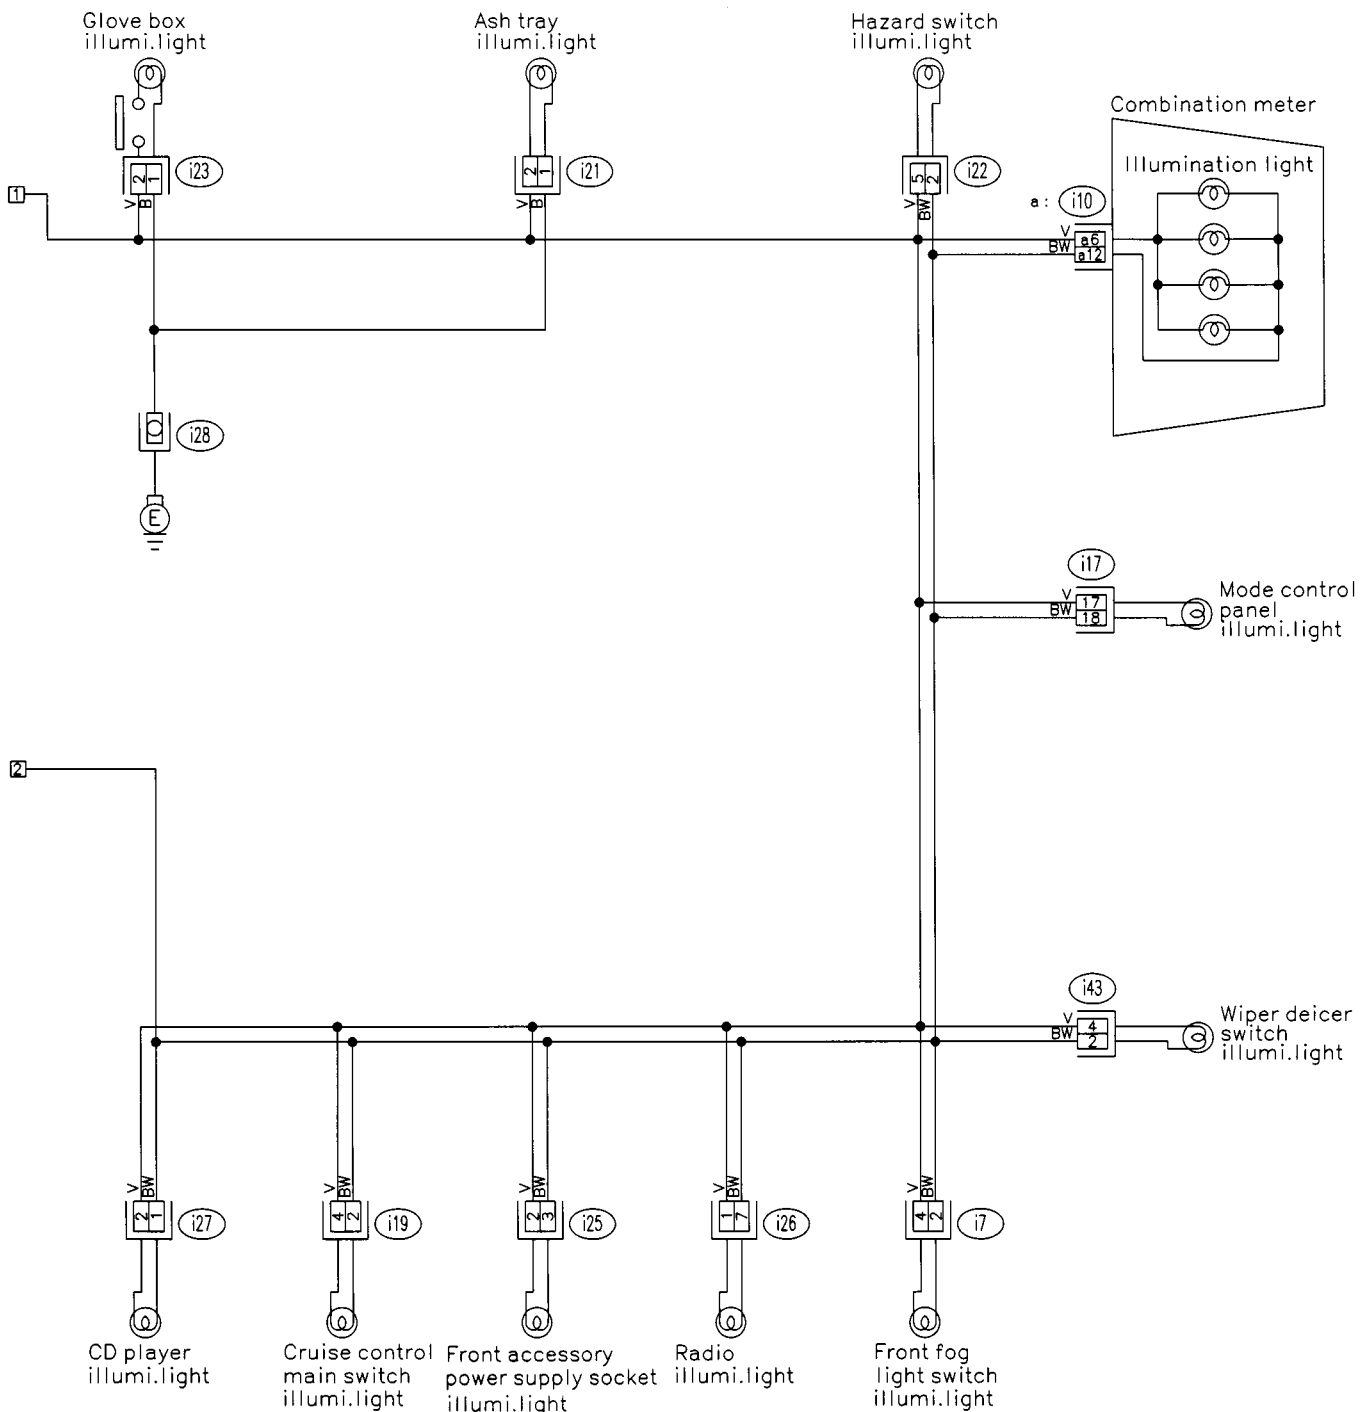 Glove box
illumi.light
Ash tray
illumi.light
Hazard switch
illumi.light
Combination meter
Illumination light
2 1
i23
2 1
i21
5 2
i22
1
V B
V B
V BW
a : i10
V a6
BW a12
i28
E
i17
V 17
BW 18
Mode control
panel
illumi.light
2
i43
V 4
BW 2
Wiper deicer
switch
illumi.light
V BW
V BW
V BW
V BW
V BW
2 1
i27
4 2
i19
2 3
i25
1 7
i26
4 2
i7
CD player
illumi.light
Cruise control
main switch
illumi.light
Front accessory
power supply socket
illumi.light
Radio
illumi.light
Front fog
light switch
illumi.light